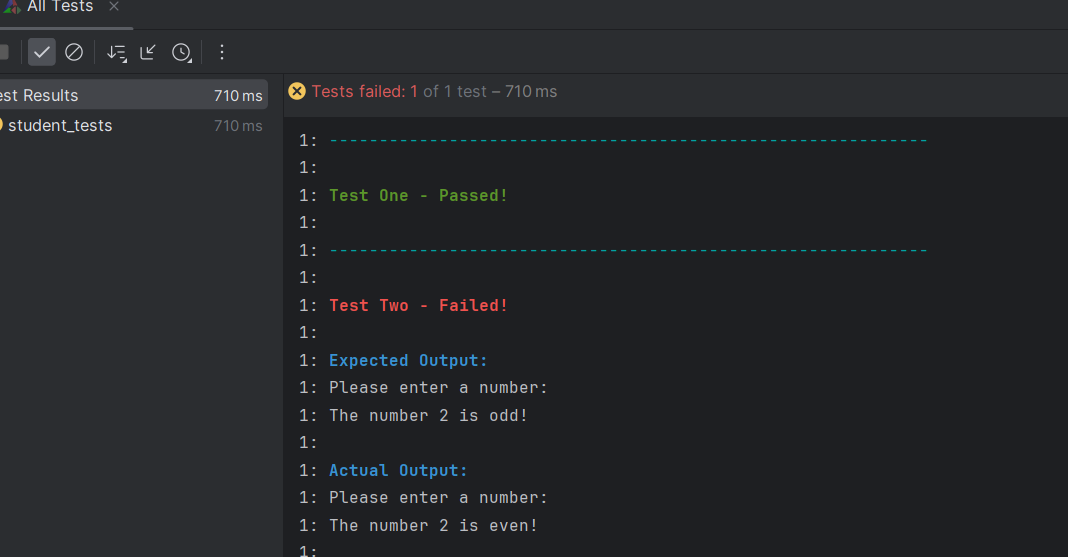 All Tests
est Results 710 ms
student_tests 710 ms
Tests failed: 1 of 1 test – 710 ms
1: ------------------------------------------------------------
1:
1: Test One - Passed!
1:
1: ------------------------------------------------------------
1:
1: Test Two - Failed!
1:
1: Expected Output:
1: Please enter a number:
1: The number 2 is odd!
1:
1: Actual Output:
1: Please enter a number:
1: The number 2 is even!
1: